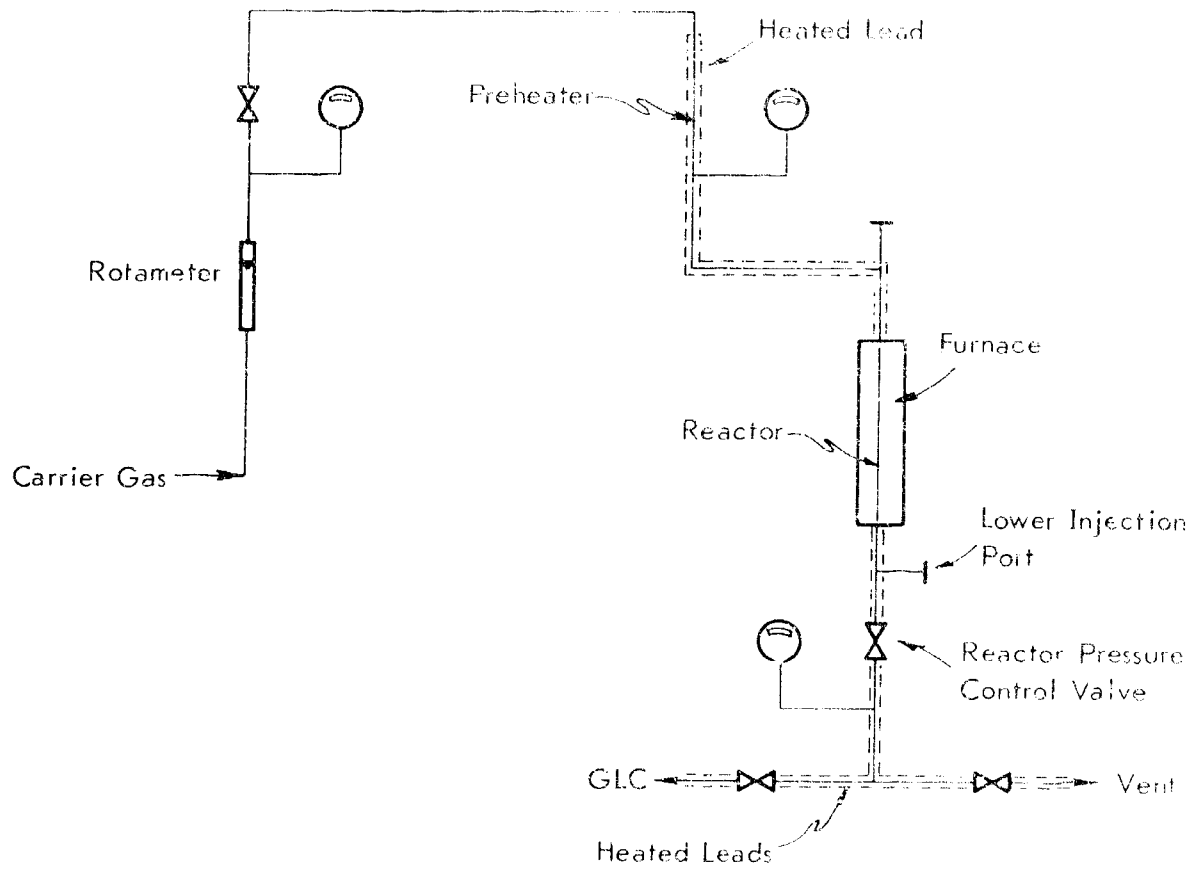 Heated Lead
Preheater
Rotameter
Furnace
Reactor
Carrier Gas
Lower Injection
Port
Reactor Pressure
Control Valve
GLC
Vent
Heated Leads